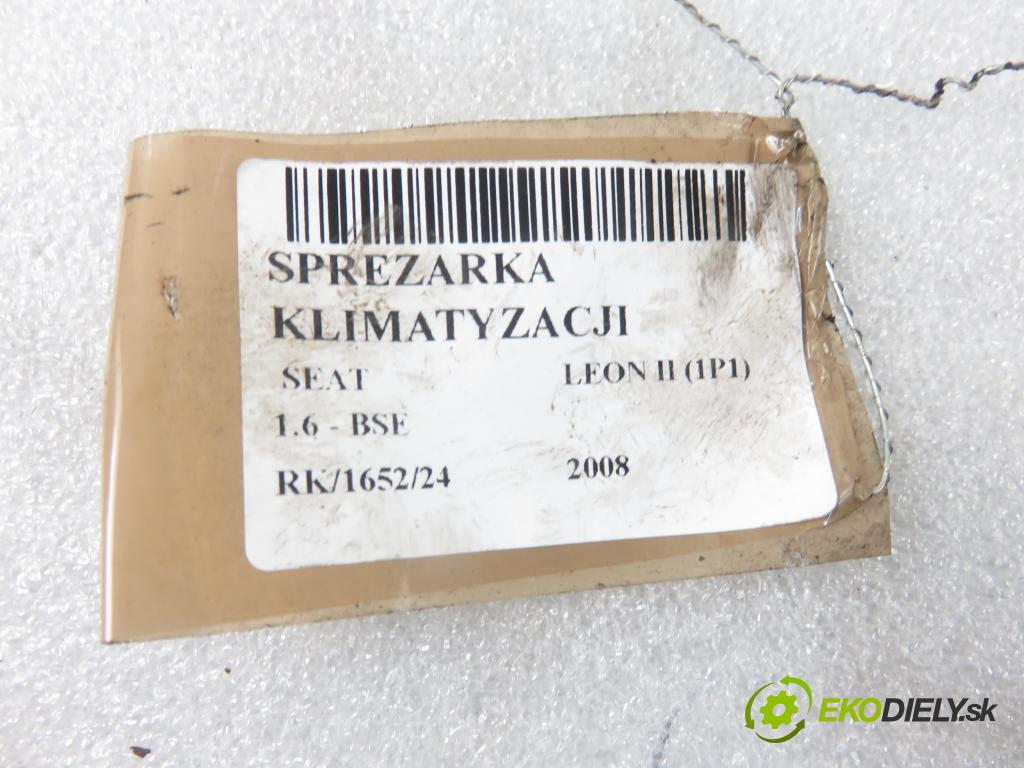 SPREZARKA
KLIMATYZACJI
SEAT LEON II (1P1)
1.6 - BSE
RK/1652/24 2008
EKODIELY.sk